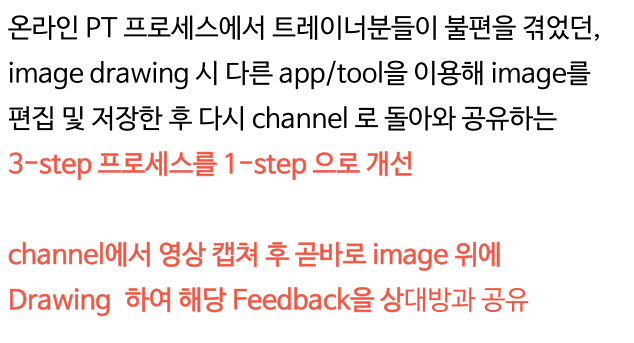 온라인 PT 프로세스에서 트레이너분들이 불편을 겪었던,
image drawing 시 다른 app/tool을 이용해 image를
편집 및 저장한 후 다시 channel 로 돌아와 공유하는
3-step 프로세스를 1-step 으로 개선
channel에서 영상 캡쳐 후 곧바로 image 위에
Drawing 하여 해당 Feedback을 상대방과 공유